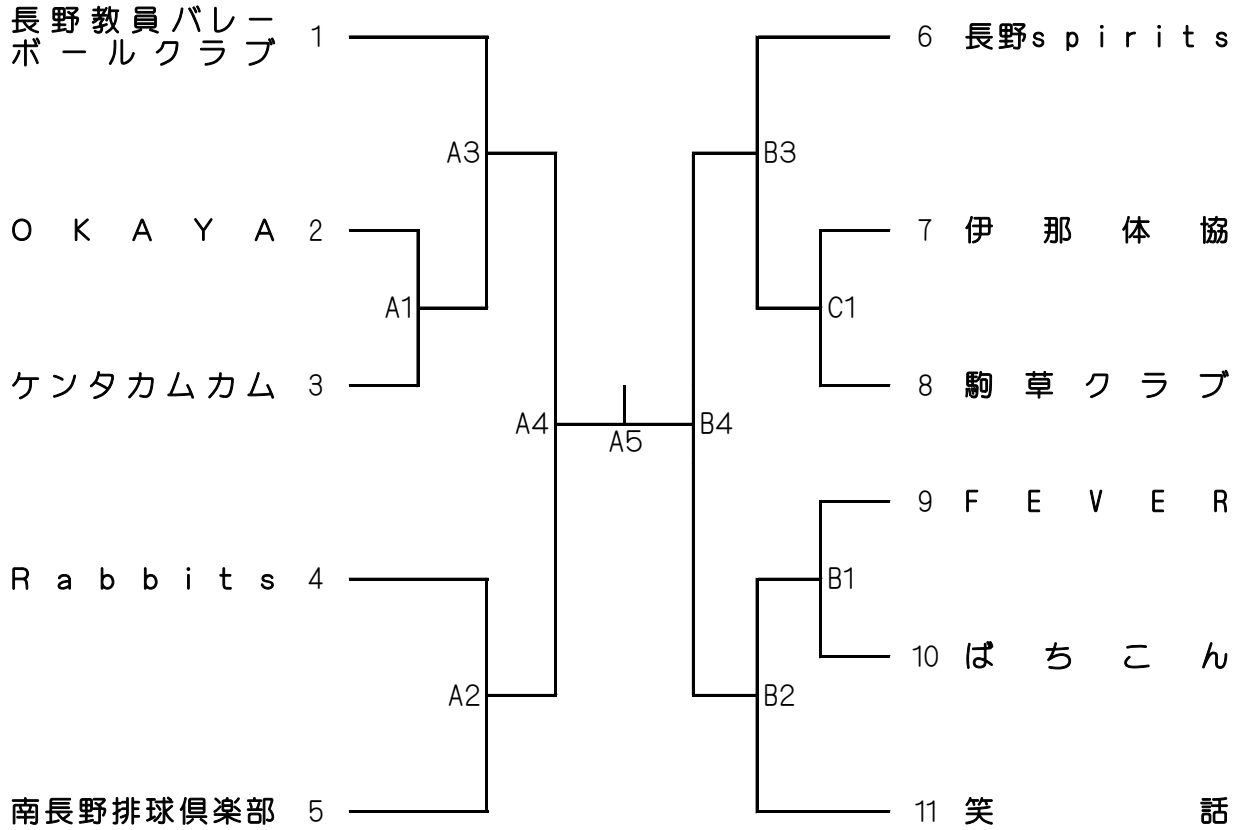 長野教員バレー
ボールクラブ 1
A3
OKAYA 2
A1
ケンタカムカム 3
A4
Rabbits 4
A2
南長野排球倶楽部 5
A5
6 長野spirits
B3
7 伊那体協
C1
8 駒草クラブ
B4
9 FEVER
B1
10 ばちこん
B2
11 笑話